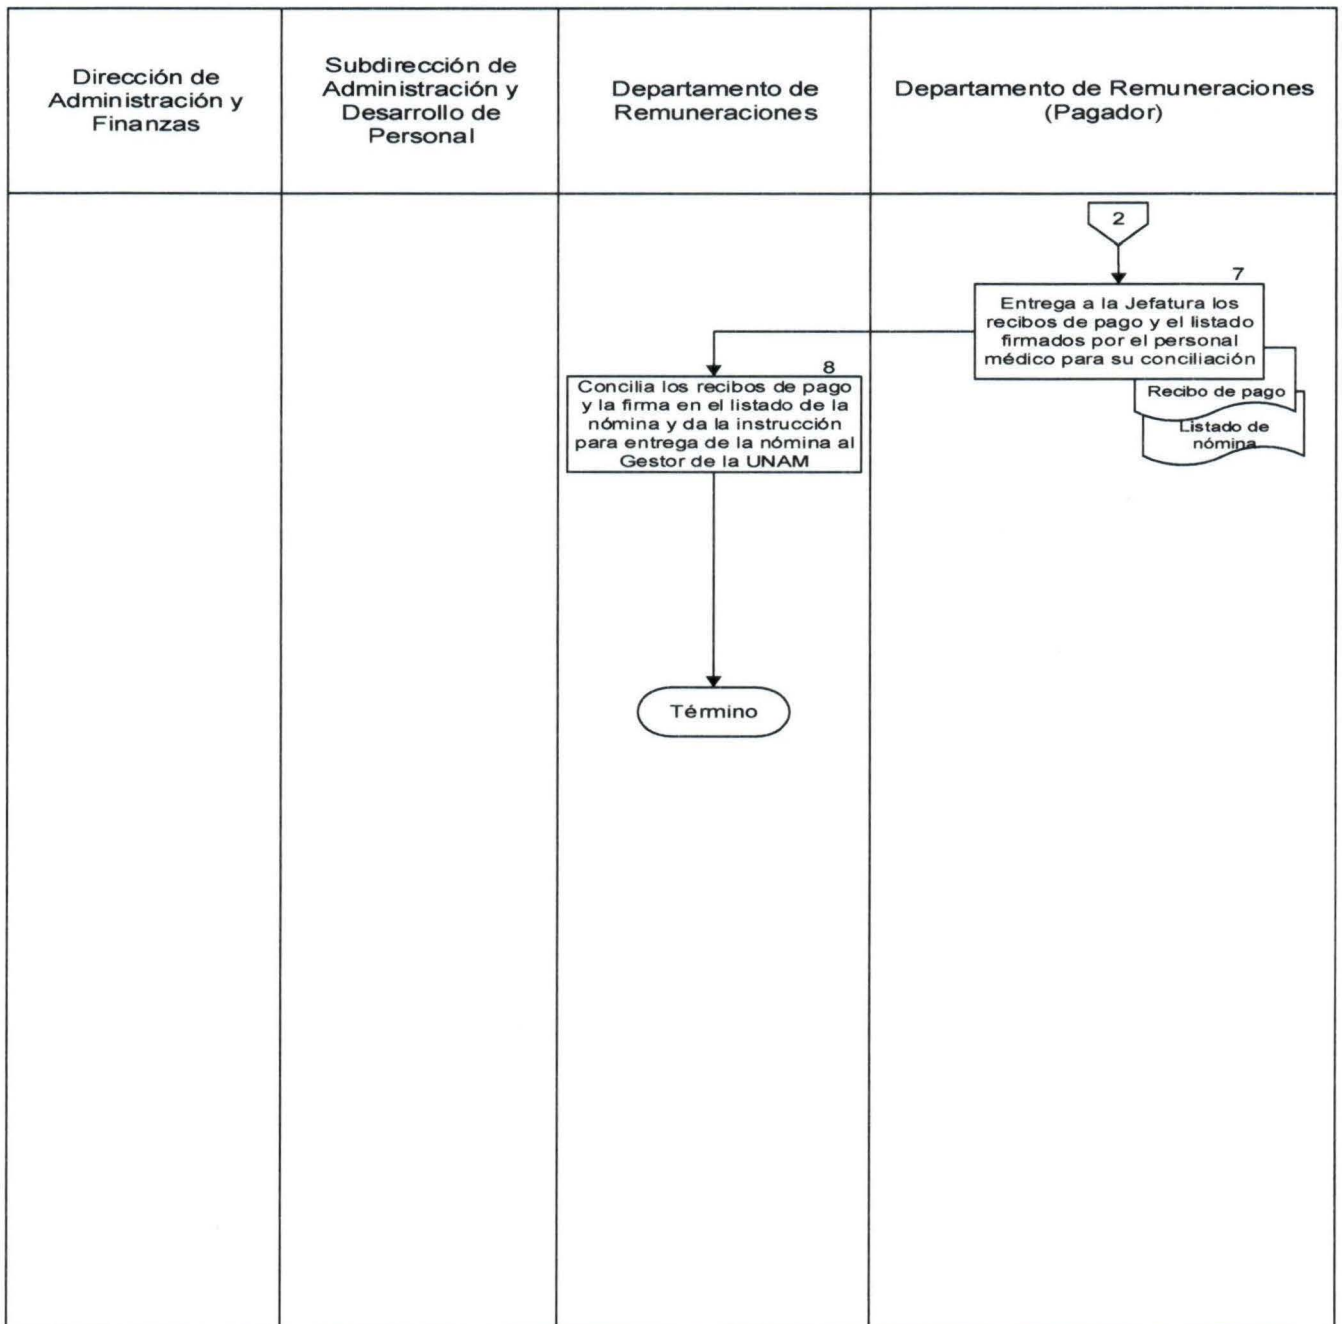 Dirección de
Administración y
Finanzas
Subdirección de
Administración y
Desarrollo de
Personal
Departamento de
Remuneraciones
Departamento de Remuneraciones
(Pagador)
2
7
Entrega a la Jefatura los
recibos de pago y el listado
firmados por el personal
médico para su conciliación
Recibo de pago
Listado de
nómina
8
Concilia los recibos de pago
y la firma en el listado de la
nómina y da la instrucción
para entrega de la nómina al
Gestor de la UNAM
Término